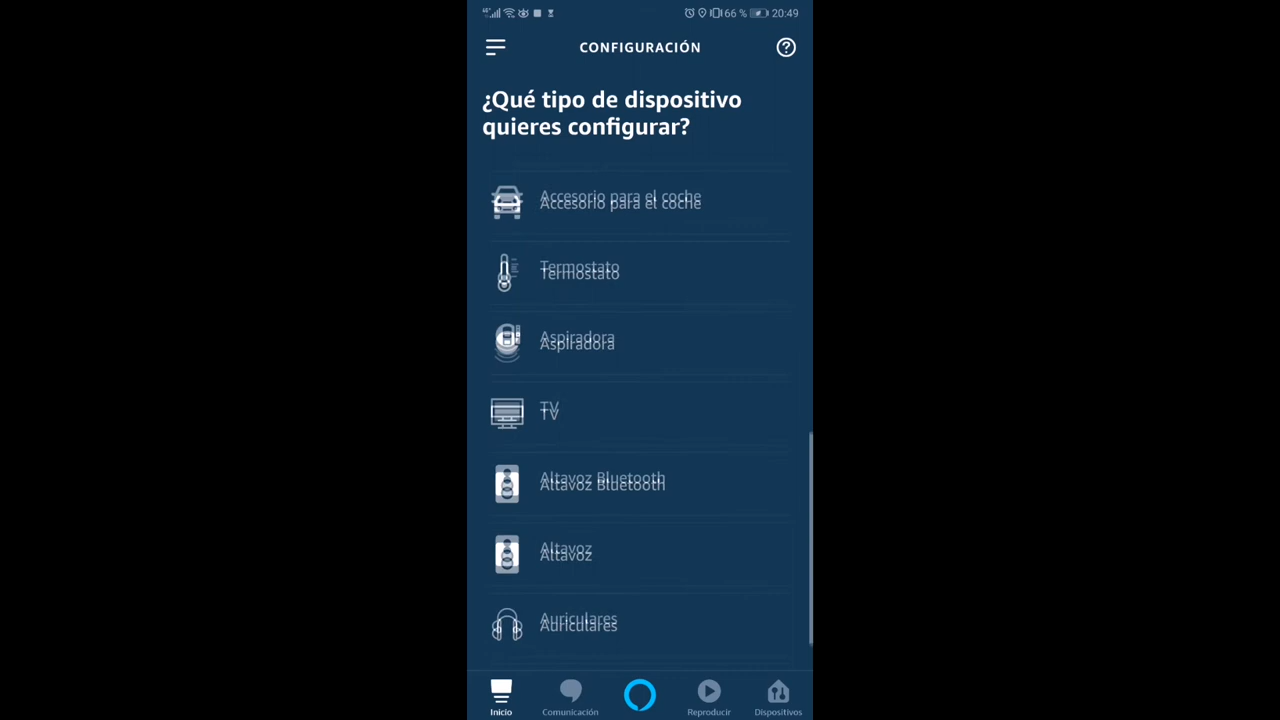 66 % 20:49
CONFIGURACIÓN
¿Qué tipo de dispositivo
quieres configurar?
Accesorio para el coche
Termostato
Aspiradora
TV
Altavoz Bluetooth
Altavoz
Auriculares
Inicio Comunicación Reproducir Dispositivos